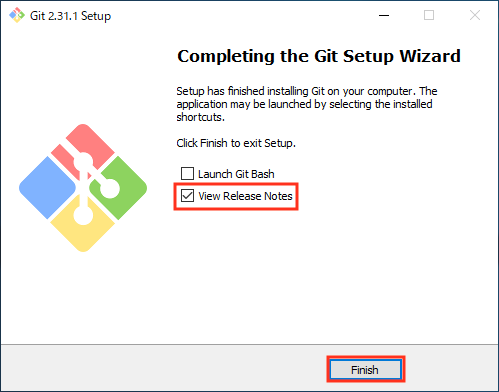 Git 2.31.1 Setup
Completing the Git Setup Wizard
Setup has finished installing Git on your computer. The
application may be launched by selecting the installed
shortcuts.
Click Finish to exit Setup.
Launch Git Bash
View Release Notes
Finish